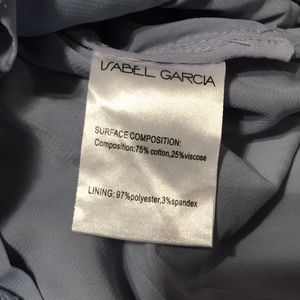 ISABEL GARCIA
SURFACE COMPOSITION:
Composition:75% cotton,25%viscose
LINING: 97%polyester,3%spandex